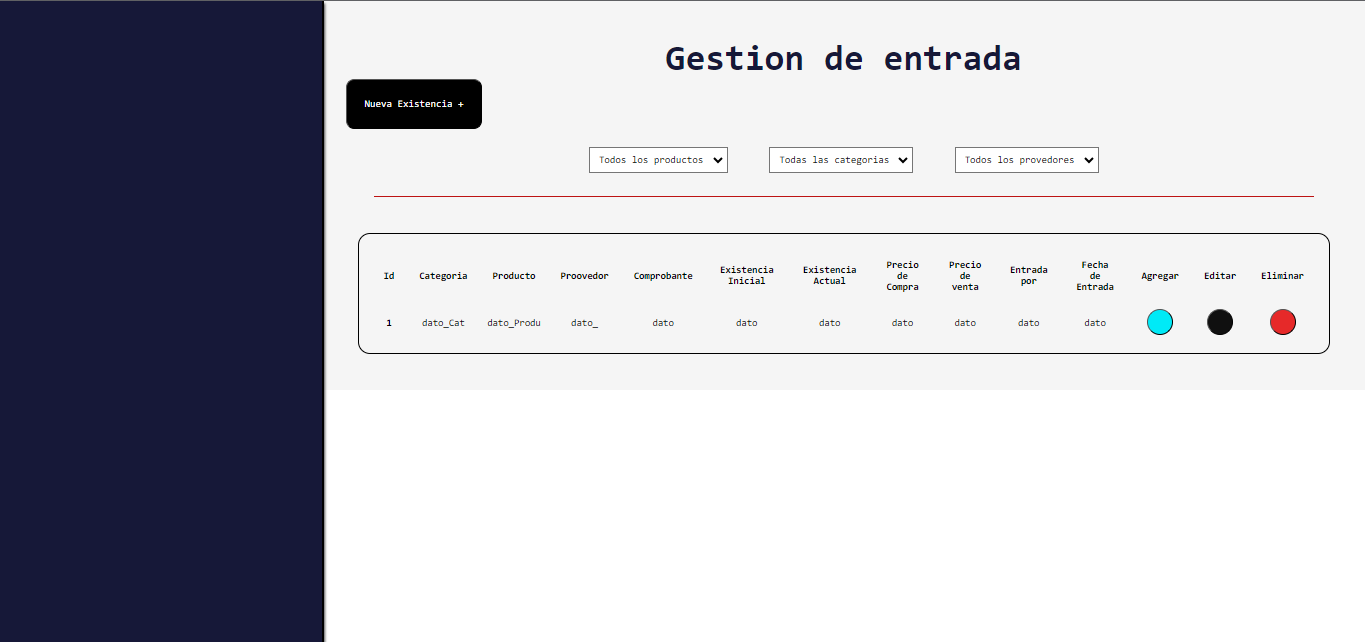 Gestion de entrada
Nueva Existencia +
Todos los productos
Todas las categorias
Todos los provedores
Id Categoria Producto Proovedor Comprobante Existencia Inicial Existencia Actual Precio de Compra Precio de venta Entrada por Fecha de Entrada Agregar Editar Eliminar
1 dato_Cat dato_Produ dato_ dato dato dato dato dato dato dato